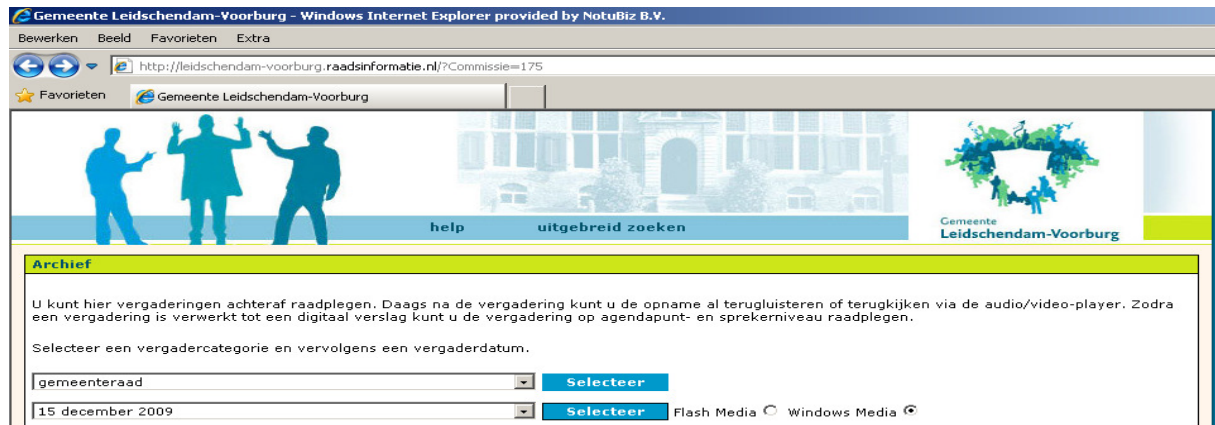 Gemeente Leidschendam-Voorburg - Windows Internet Explorer provided by NotuBiz B.V.
Bewerken Beeld Favorieten Extra
http://leidschendam-voorburg.raadsinformatie.nl/?Commissie=175
Favorieten Gemeente Leidschendam-Voorburg
help uitgebreid zoeken
Gemeente
Leidschendam-Voorburg
Archief
U kunt hier vergaderingen achteraf raadplegen. Daags na de vergadering kunt u de opname al terugluisteren of terugkijken via de audio/video-player. Zodra
een vergadering is verwerkt tot een digitaal verslag kunt u de vergadering op agendapunt- en sprekerniveau raadplegen.
Selecteer een vergadercategorie en vervolgens een vergaderdatum.
gemeenteraad Selecteer
15 december 2009 Selecteer Flash Media Windows Media